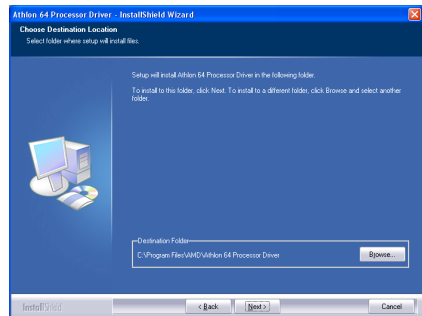 Athlon 64 Processor Driver - InstallShield Wizard
Choose Destination Location
Select folder where setup will install files.
Setup will install Athlon 64 Processor Driver in the following folder.
To install to this folder, click Next. To install to a different folder, click Browse and select another
folder.
Destination Folder
C:\Program Files\AMD\Athlon 64 Processor Driver
Browse...
InstallShield
< Back
Next >
Cancel